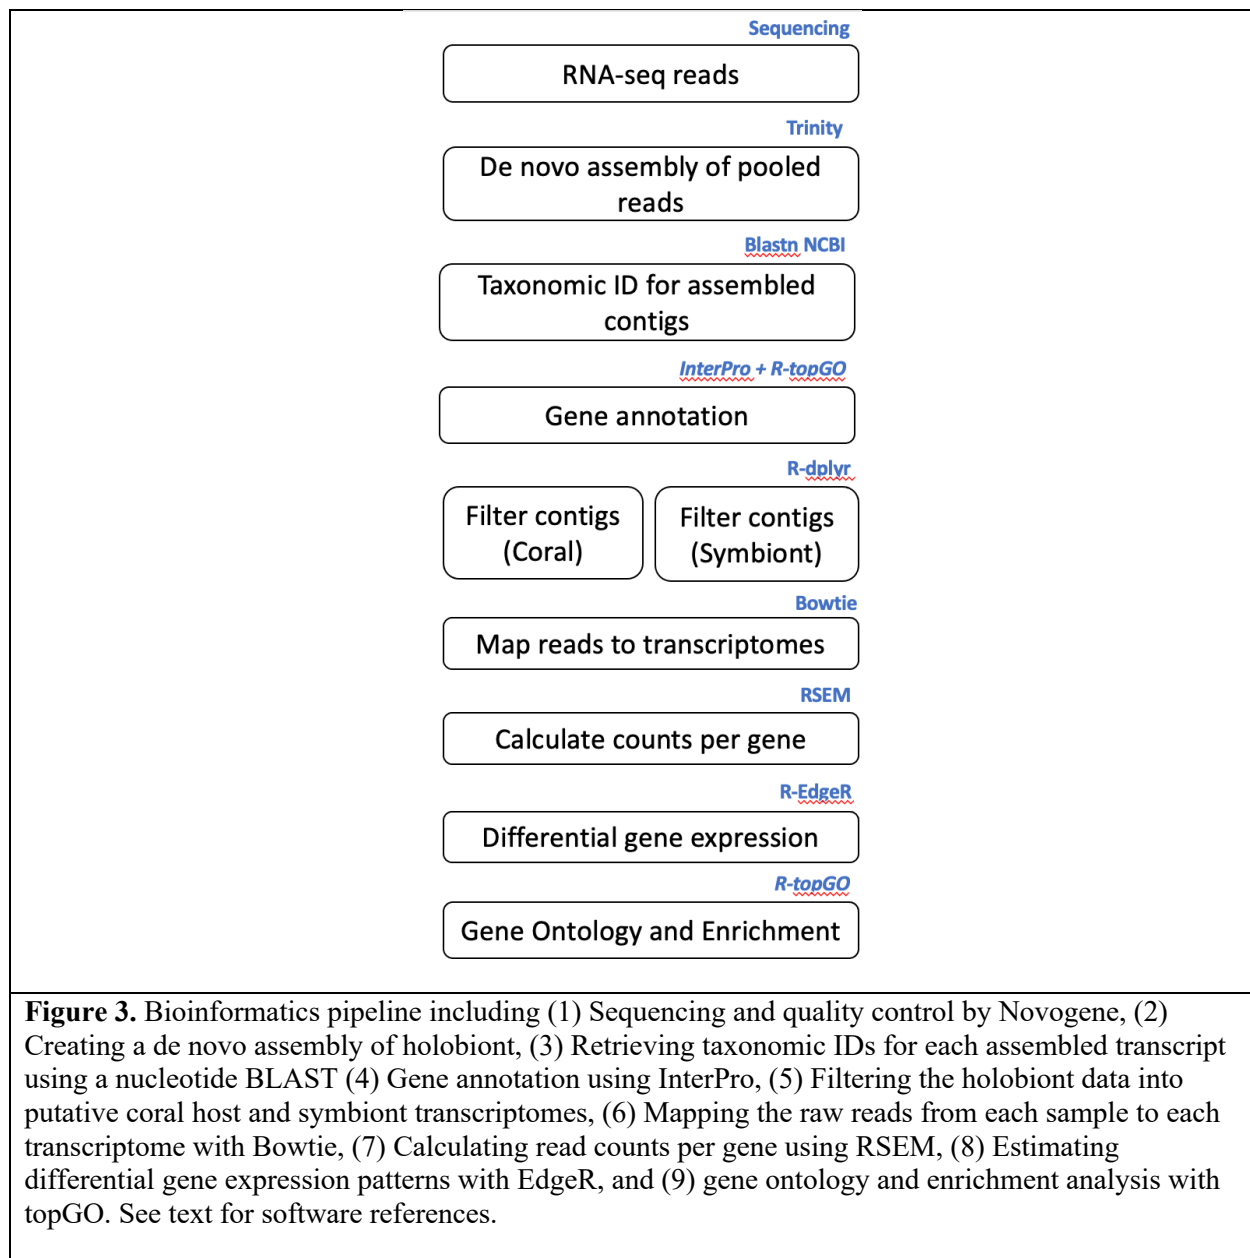 Sequencing
RNA-seq reads
Trinity
De novo assembly of pooled
reads
Blastn NCBI
Taxonomic ID for assembled
contigs
InterPro + R-topGO
Gene annotation
R-dplyr
Filter contigs
(Coral)
Filter contigs
(Symbiont)
Bowtie
Map reads to transcriptomes
RSEM
Calculate counts per gene
R-EdgeR
Differential gene expression
R-topGO
Gene Ontology and Enrichment
Figure 3. Bioinformatics pipeline including (1) Sequencing and quality control by Novogene, (2)
Creating a de novo assembly of holobiont, (3) Retrieving taxonomic IDs for each assembled transcript
using a nucleotide BLAST (4) Gene annotation using InterPro, (5) Filtering the holobiont data into
putative coral host and symbiont transcriptomes, (6) Mapping the raw reads from each sample to each
transcriptome with Bowtie, (7) Calculating read counts per gene using RSEM, (8) Estimating
differential gene expression patterns with EdgeR, and (9) gene ontology and enrichment analysis with
topGO. See text for software references.